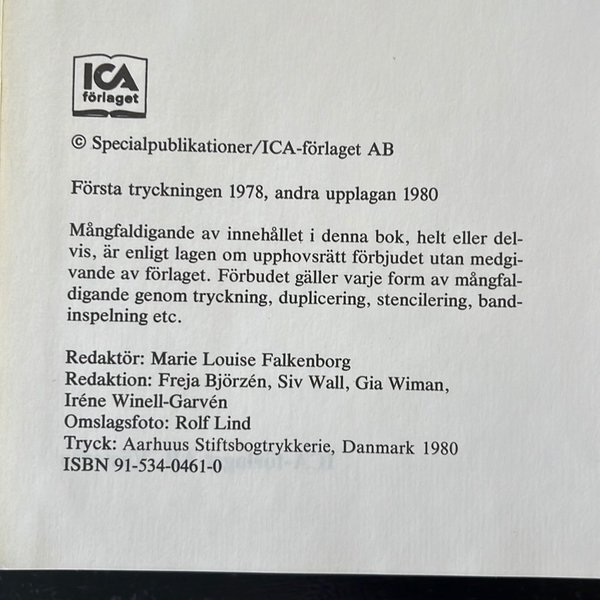 ICA
förlaget
© Specialpublikationer/ICA-förlaget AB
Första tryckningen 1978, andra upplagan 1980
Mångfaldigande av innehållet i denna bok, helt eller del-
vis, är enligt lagen om upphovsrätt förbjudet utan medgi-
vande av förlaget. Förbudet gäller varje form av mångfal-
digande genom tryckning, duplicering, stencilering, band-
inspelning etc.
Redaktör: Marie Louise Falkenborg
Redaktion: Freja Björzén, Siv Wall, Gia Wiman,
Iréne Winell-Garvén
Omslagsfoto: Rolf Lind
Tryck: Aarhuus Stiftsbogtrykkerie, Danmark 1980
ISBN 91-534-0461-0